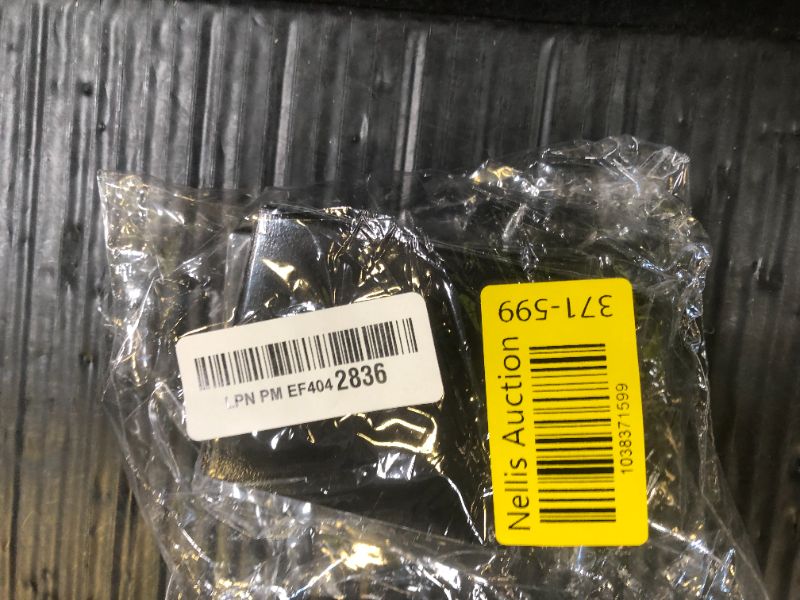 LPN PM EF404 2836
371-599
Nellis Auction
1038371599